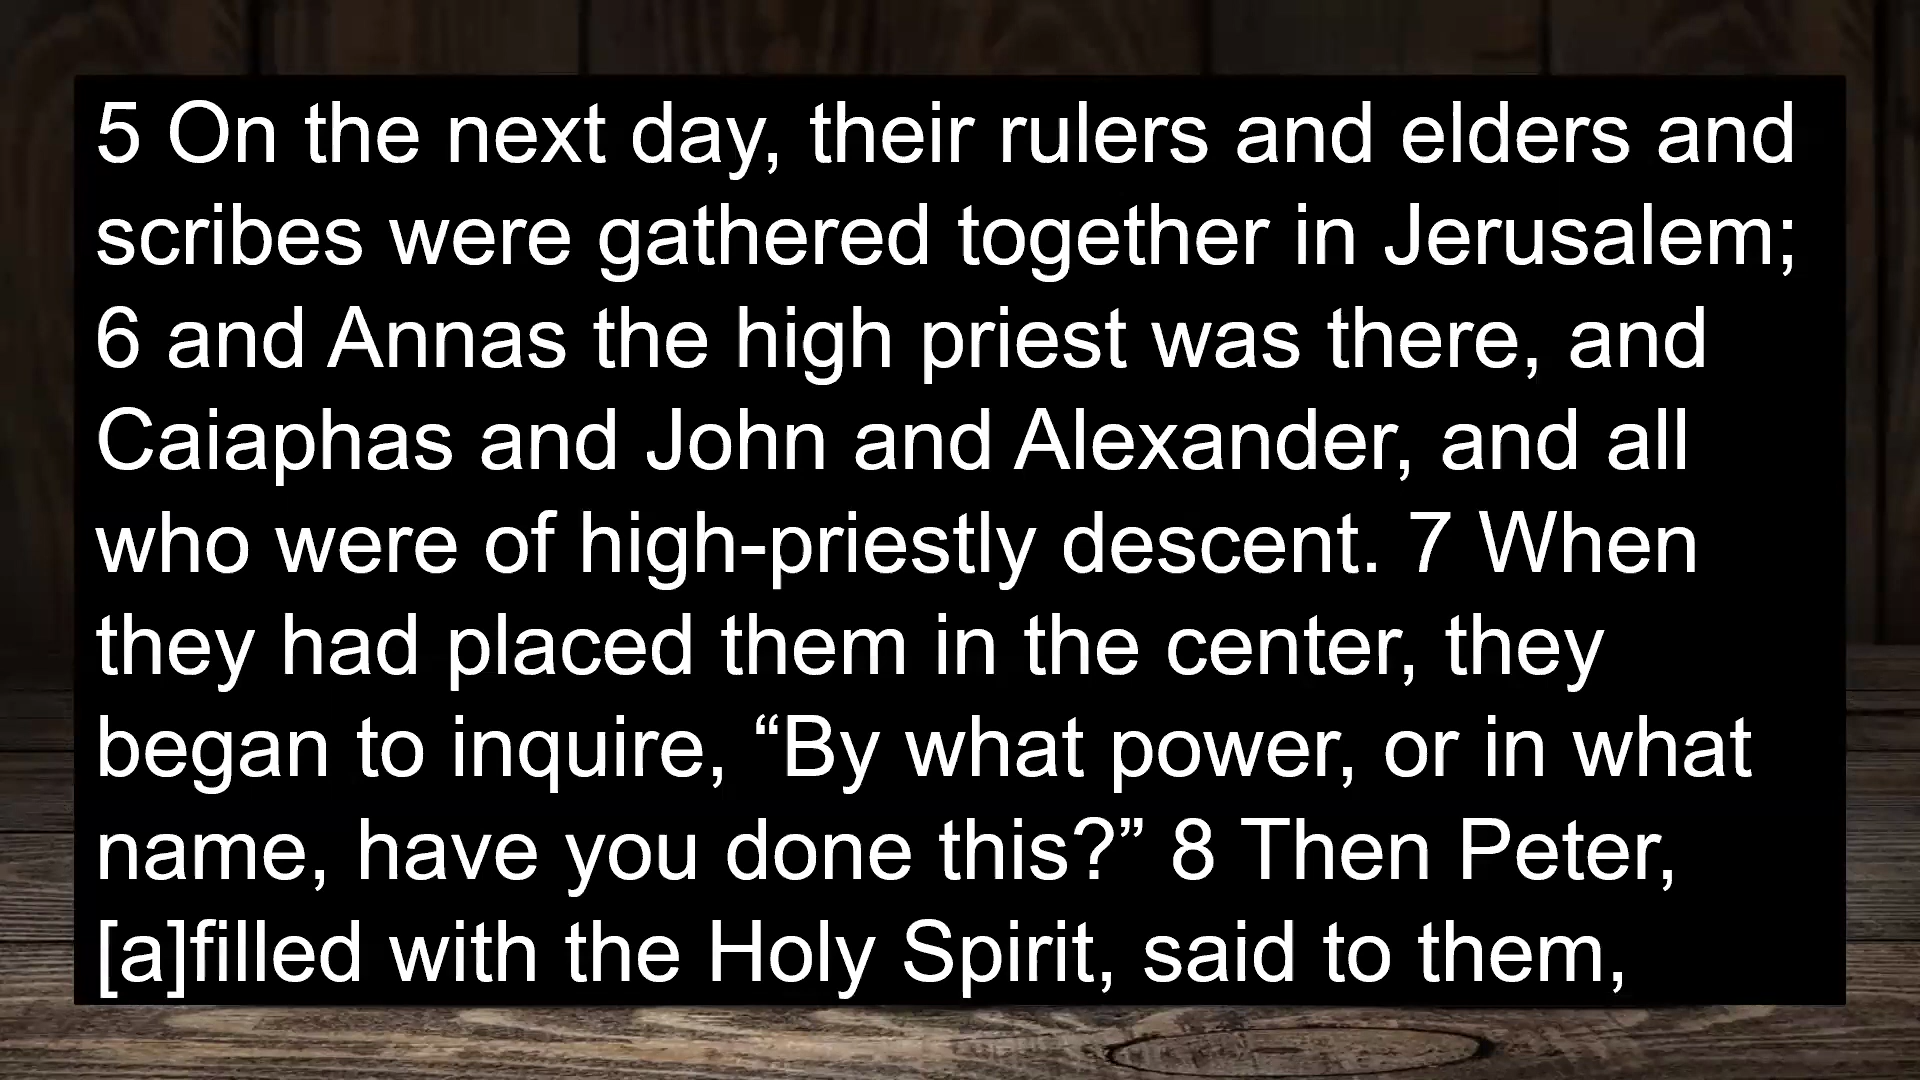 5 On the next day, their rulers and elders and
scribes were gathered together in Jerusalem;
6 and Annas the high priest was there, and
Caiaphas and John and Alexander, and all
who were of high-priestly descent. 7 When
they had placed them in the center, they
began to inquire, “By what power, or in what
name, have you done this?” 8 Then Peter,
[a]filled with the Holy Spirit, said to them,